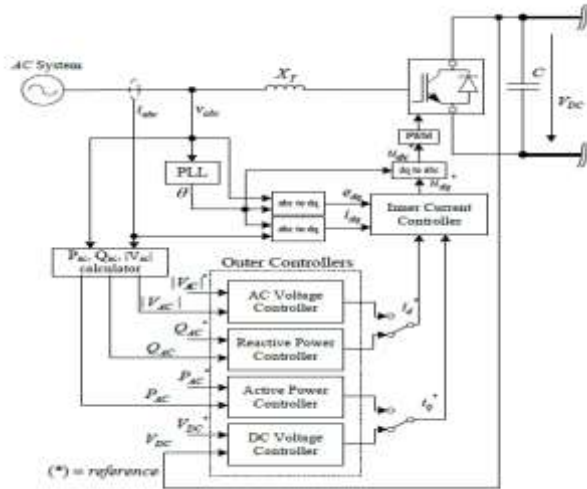 AC System
X_T
C
V_DC
i_abc
v_abc
PWM
u_abc*
PLL
dq to abc
θ
u_dq*
abc to dq
e_dq
Inner Current
Controller
abc to dq
i_dq
P_AC, Q_AC, |V_AC|
calculator
Outer Controllers
|V_AC|*
AC Voltage
Controller
|V_AC|
i_d*
Q_AC*
Reactive Power
Controller
Q_AC
P_AC*
Active Power
Controller
P_AC
i_q*
V_DC*
DC Voltage
Controller
V_DC
(*) = reference